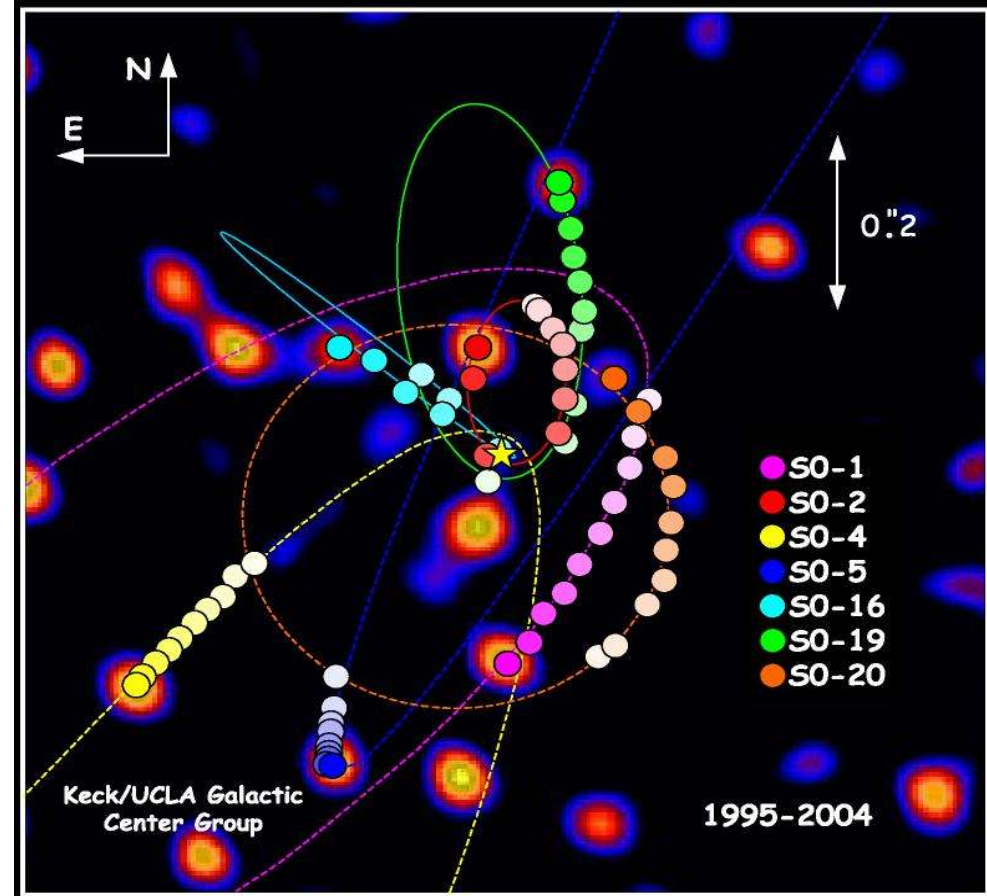 N
E
0."2
S0-1
S0-2
S0-4
S0-5
S0-16
S0-19
S0-20
Keck/UCLA Galactic
Center Group
1995-2004